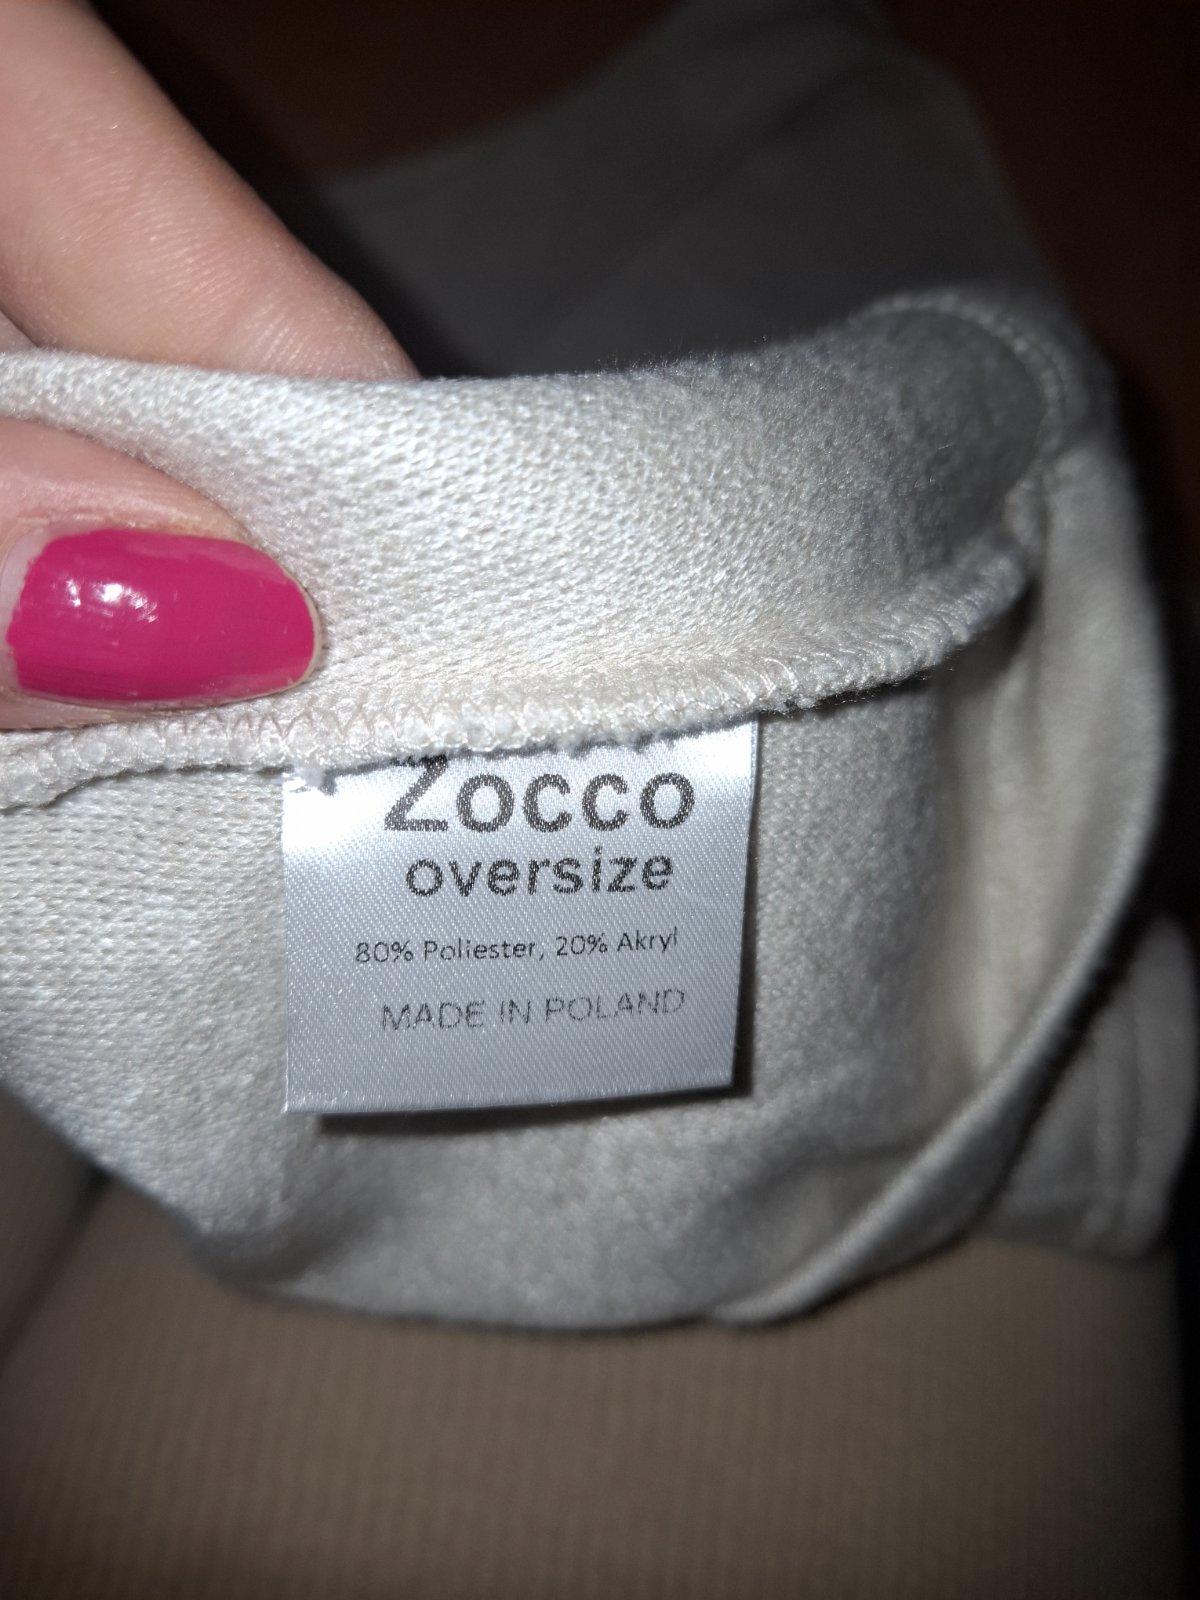 Zocco
oversize
80% Poliester, 20% Akryl
MADE IN POLAND